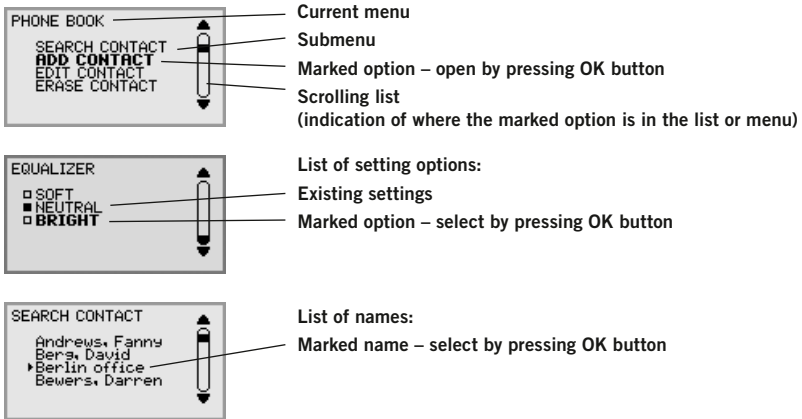 PHONE BOOK
SEARCH CONTACT
ADD CONTACT
EDIT CONTACT
ERASE CONTACT
Current menu
Submenu
Marked option – open by pressing OK button
Scrolling list
(indication of where the marked option is in the list or menu)
EQUALIZER
SOFT
NEUTRAL
BRIGHT
List of setting options:
Existing settings
Marked option – select by pressing OK button
SEARCH CONTACT
Andrews, Fanny
Berg, David
Berlin office
Bewers, Darren
List of names:
Marked name – select by pressing OK button